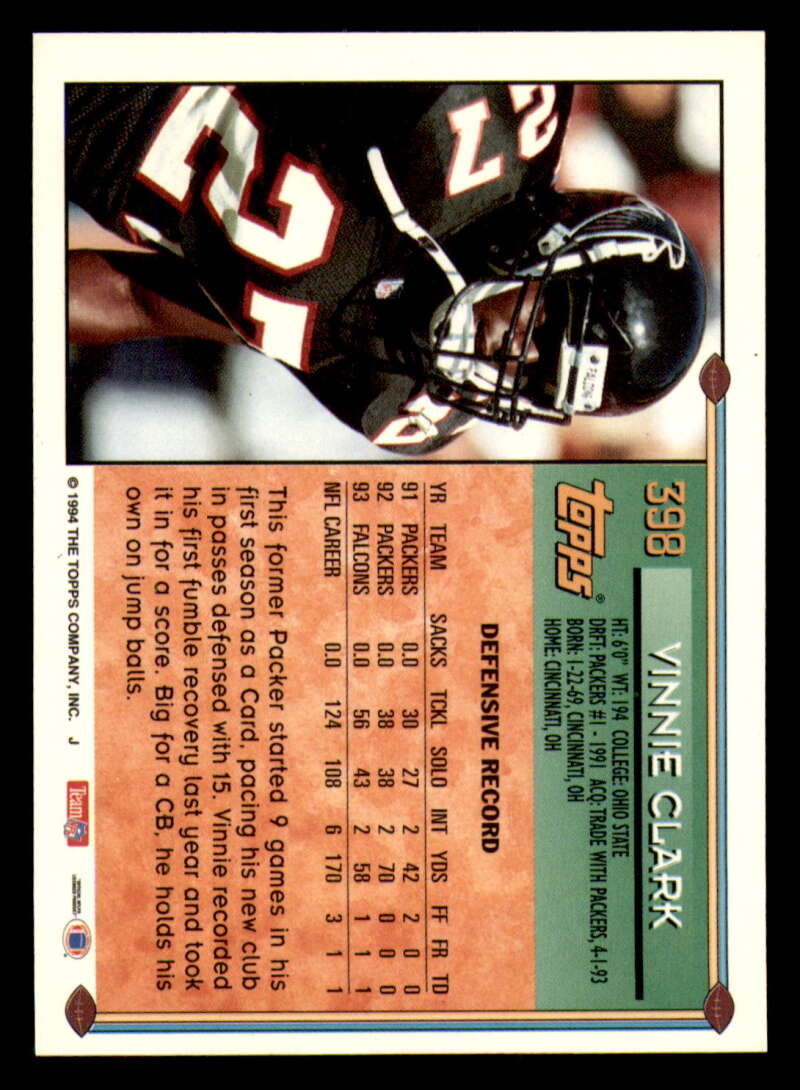 398
VINNIE CLARK
topps®
HT: 6'0" WT: 194 COLLEGE: OHIO STATE
DRFT: PACKERS #1 - 1991 ACQ: TRADE WITH PACKERS, 4-1-93
BORN: 1-22-69, CINCINNATI, OH
HOME: CINCINNATI, OH
DEFENSIVE RECORD
YR TEAM SACKS TCKL SOLO INT YDS FF FR TD
91 PACKERS 0.0 30 27 2 42 2 0 0
92 PACKERS 0.0 38 38 2 70 0 0 0
93 FALCONS 0.0 56 43 2 58 1 1 1
NFL CAREER 0.0 124 108 6 170 3 1 1
This former Packer started 9 games in his
first season as a Card, pacing his new club
in passes defensed with 15. Vinnie recorded
his first fumble recovery last year and took
it in for a score. Big for a CB, he holds his
own on jump balls.
© 1994 THE TOPPS COMPANY, INC. J
Team NFL
27
27
FALCONS